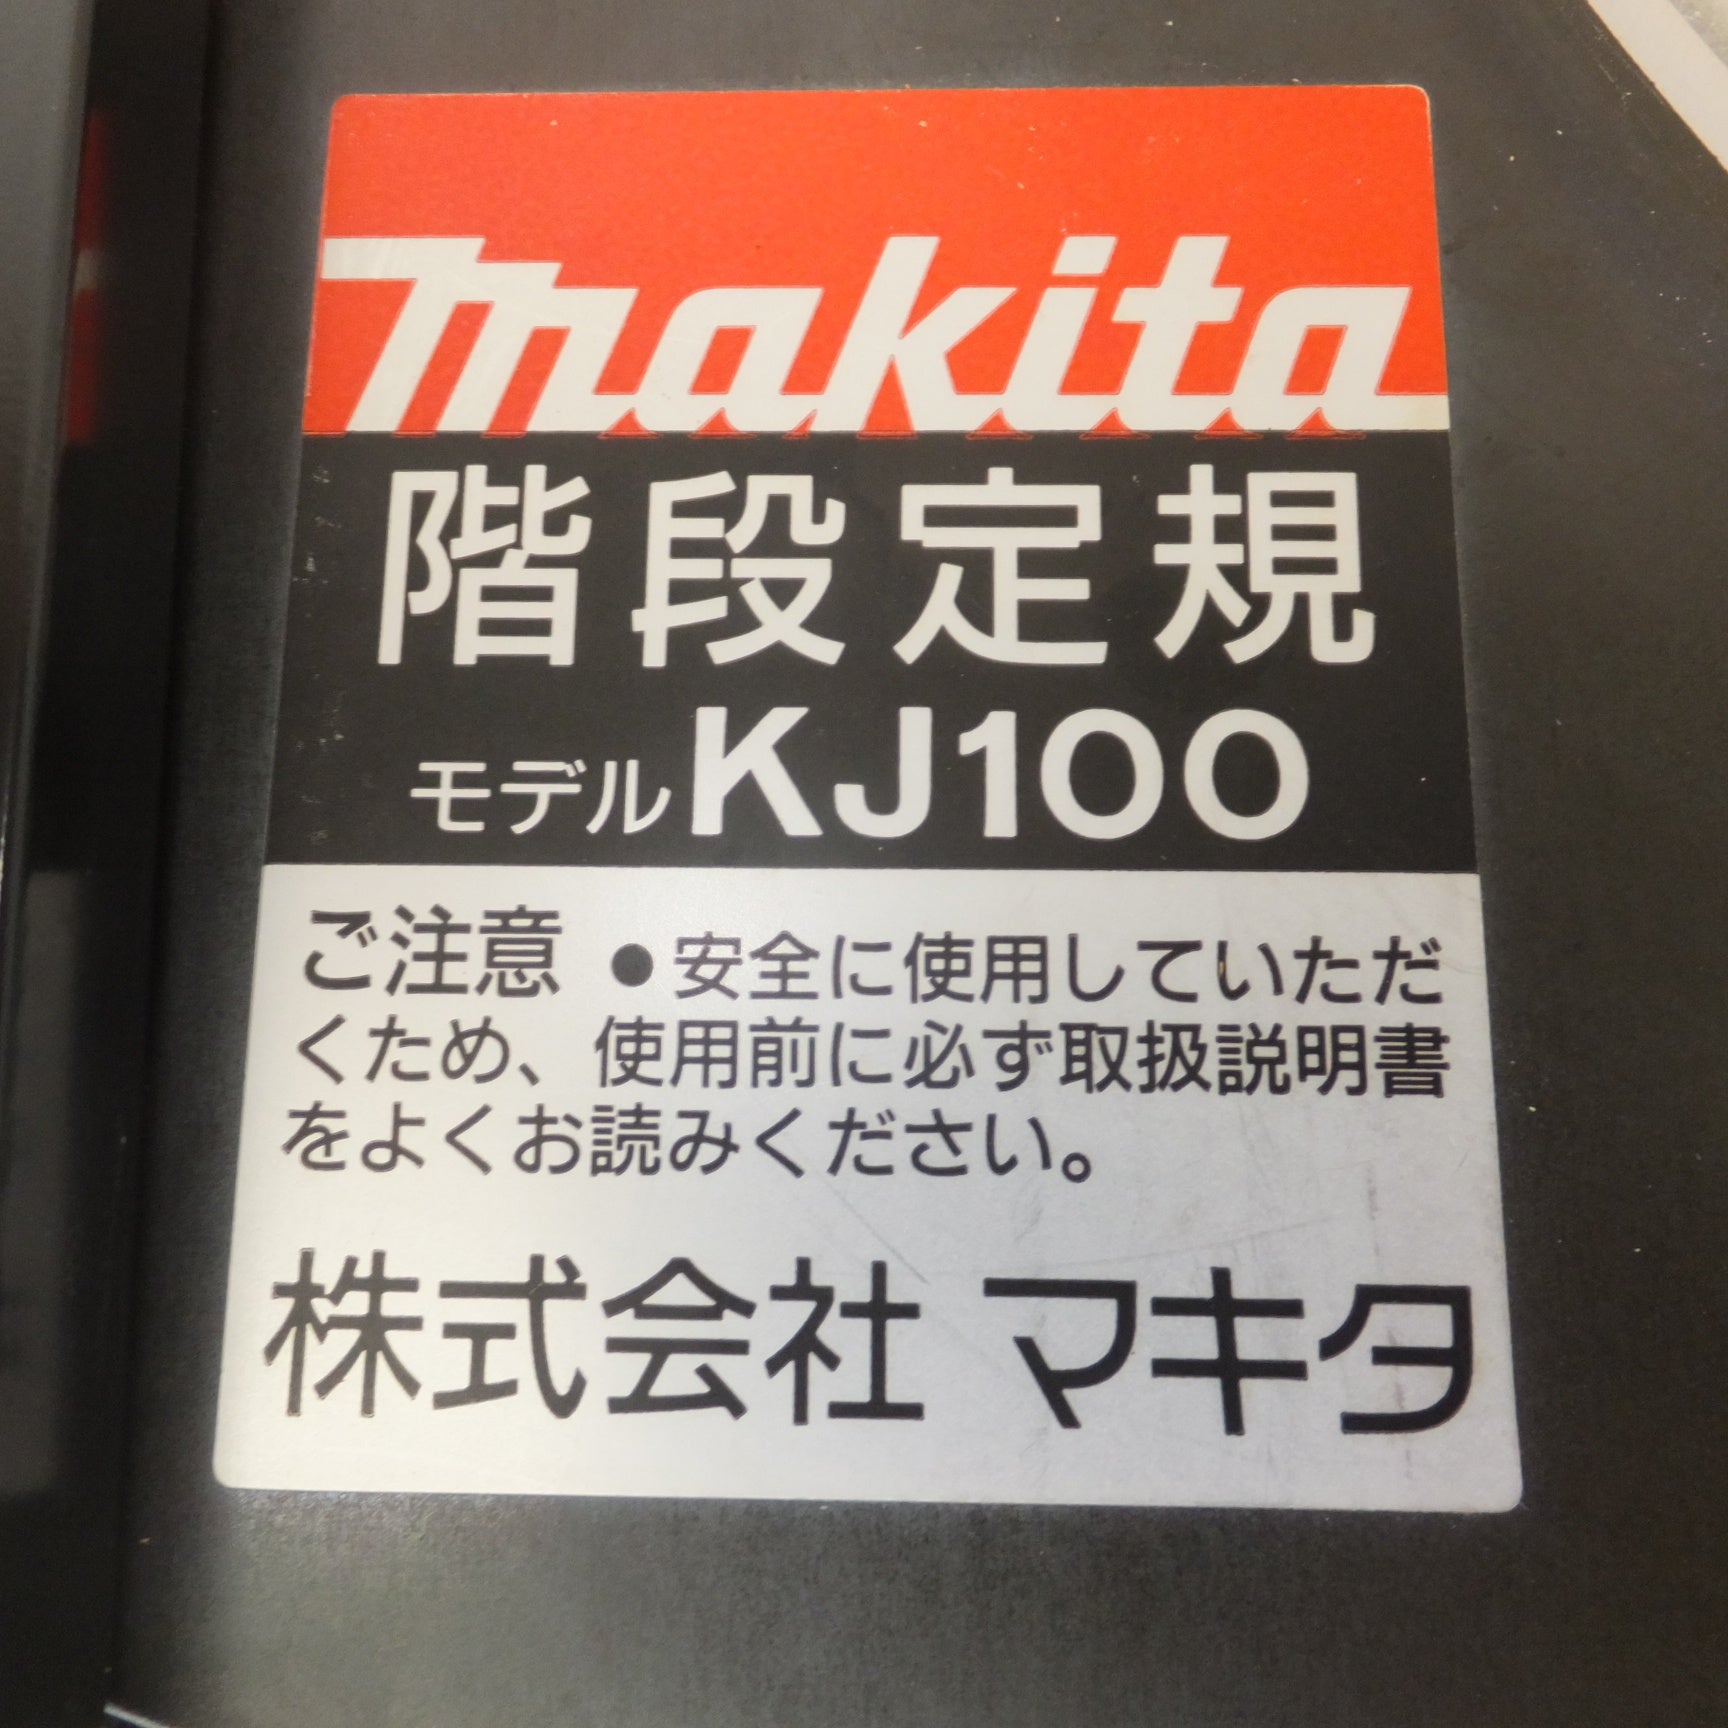 makita
階段定規
モデルKJ100
ご注意 ●安全に使用していただ
くため、使用前に必ず取扱説明書
をよくお読みください。
株式会社 マキタ